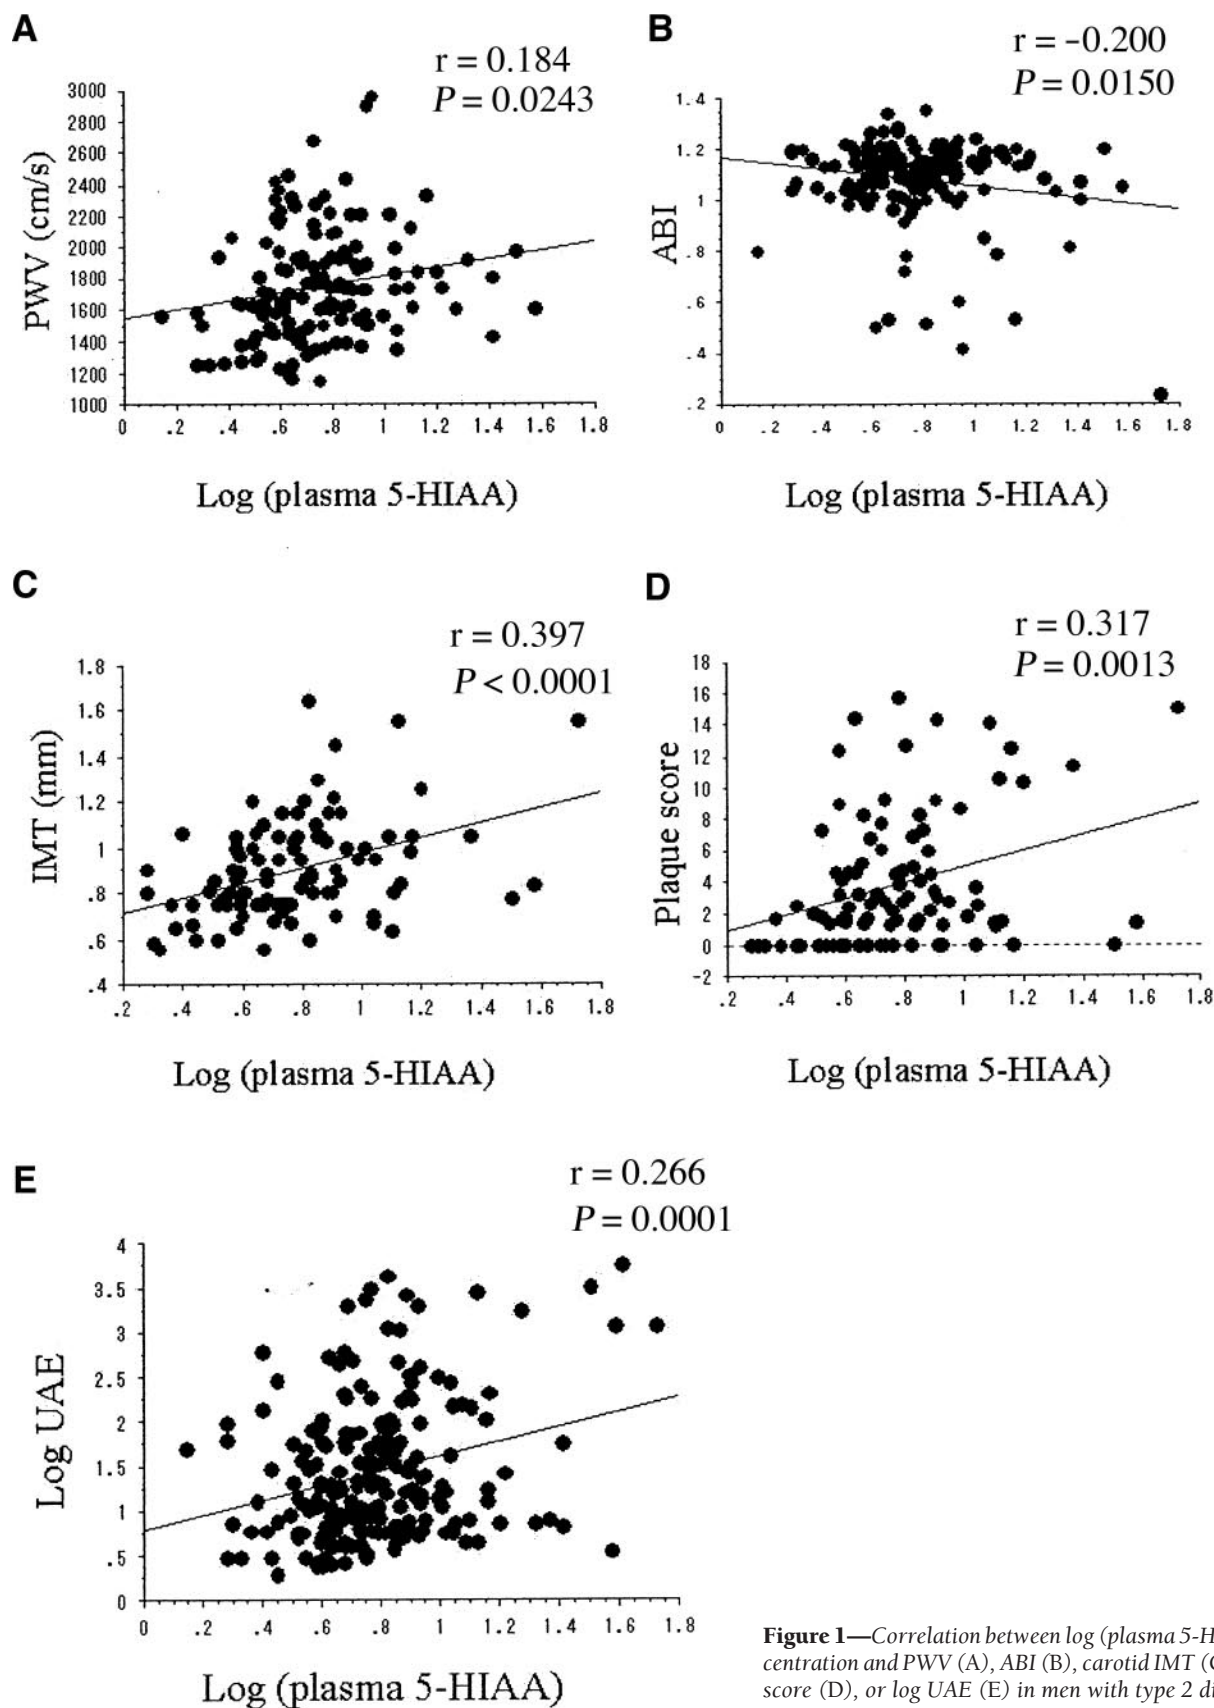 A
r = 0.184
P = 0.0243
PWV (cm/s)
3000
2800
2600
2400
2200
2000
1800
1600
1400
1200
1000
0 .2 .4 .6 .8 1 1.2 1.4 1.6 1.8
Log (plasma 5-HIAA)
B
r = -0.200
P = 0.0150
ABI
1.4
1.2
1
.8
.6
.4
.2
0 .2 .4 .6 .8 1 1.2 1.4 1.6 1.8
Log (plasma 5-HIAA)
C
r = 0.397
P < 0.0001
IMT (mm)
1.8
1.6
1.4
1.2
1
.8
.6
.4
.2 .4 .6 .8 1 1.2 1.4 1.6 1.8
Log (plasma 5-HIAA)
D
r = 0.317
P = 0.0013
Plaque score
18
16
14
12
10
8
6
4
2
0
-2
.2 .4 .6 .8 1 1.2 1.4 1.6 1.8
Log (plasma 5-HIAA)
E
r = 0.266
P = 0.0001
Log UAE
4
3.5
3
2.5
2
1.5
1
.5
0
0 .2 .4 .6 .8 1 1.2 1.4 1.6 1.8
Log (plasma 5-HIAA)
Figure 1—Correlation between log (plasma 5-H
centration and PWV (A), ABI (B), carotid IMT (
score (D), or log UAE (E) in men with type 2 di